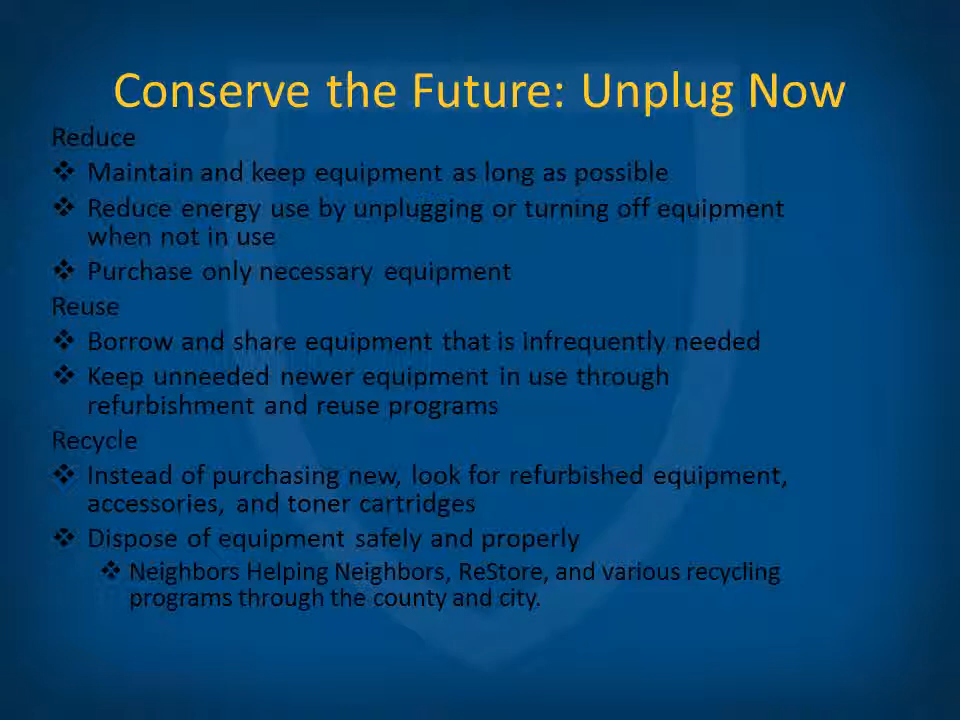 Conserve the Future: Unplug Now
Reduce
❖ Maintain and keep equipment as long as possible
❖ Reduce energy use by unplugging or turning off equipment
when not in use
❖ Purchase only necessary equipment
Reuse
❖ Borrow and share equipment that is infrequently needed
❖ Keep unneeded newer equipment in use through
refurbishment and reuse programs
Recycle
❖ Instead of purchasing new, look for refurbished equipment,
accessories, and toner cartridges
❖ Dispose of equipment safely and properly
❖ Neighbors Helping Neighbors, ReStore, and various recycling
programs through the county and city.